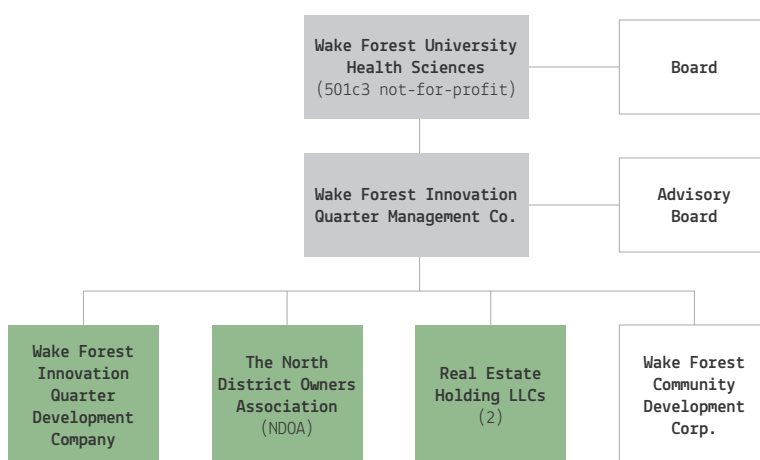 Wake Forest University
Health Sciences
(501c3 not-for-profit)
Board
Wake Forest Innovation
Quarter Management Co.
Advisory
Board
Wake Forest
Innovation
Quarter
Development
Company
The North
District Owners
Association
(NDOA)
Real Estate
Holding LLCs
(2)
Wake Forest
Community
Development
Corp.